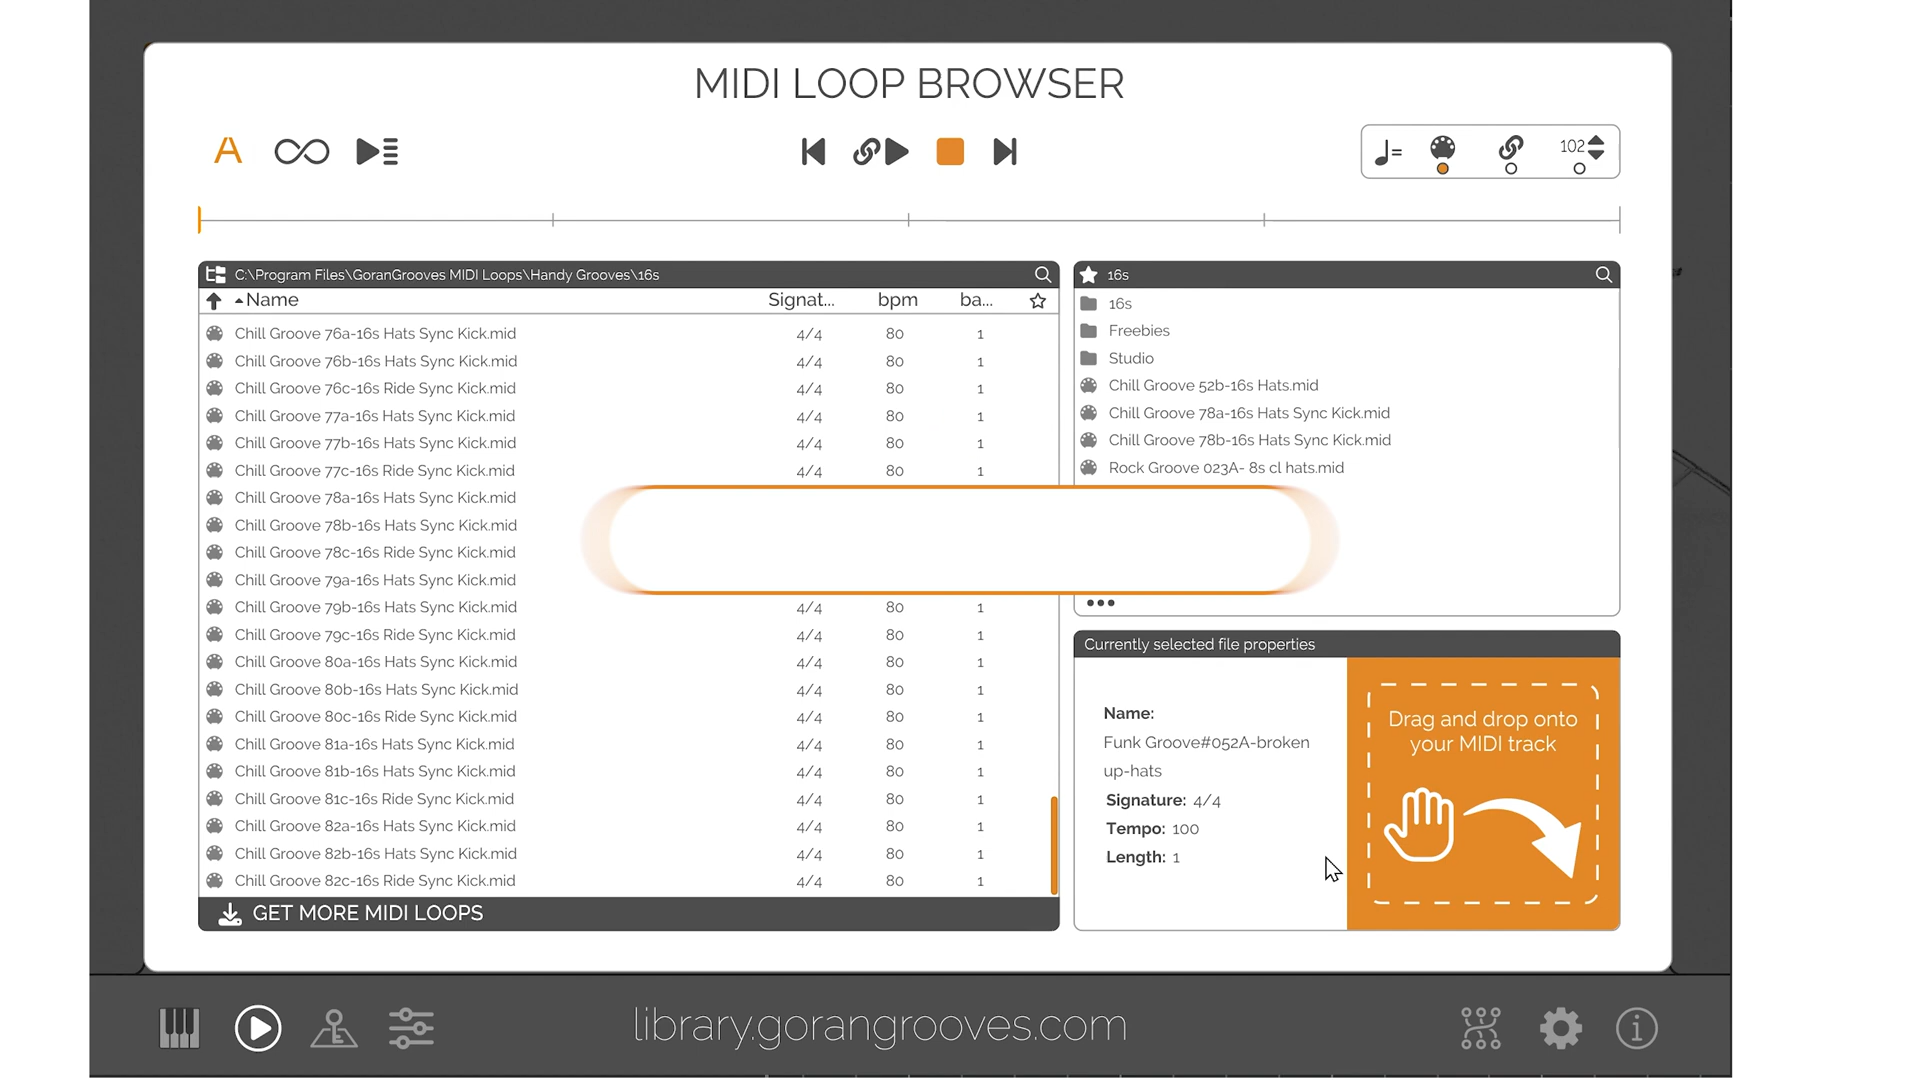 MIDI LOOP BROWSER
A
102
C:\Program Files\GoranGrooves MIDI Loops\Handy Grooves\16s
Name Signat... bpm ba...
Chill Groove 76a-16s Hats Sync Kick.mid 4/4 80 1
Chill Groove 76b-16s Hats Sync Kick.mid 4/4 80 1
Chill Groove 76c-16s Ride Sync Kick.mid 4/4 80 1
Chill Groove 77a-16s Hats Sync Kick.mid 4/4 80 1
Chill Groove 77b-16s Hats Sync Kick.mid 4/4 80 1
Chill Groove 77c-16s Ride Sync Kick.mid 4/4 80 1
Chill Groove 78a-16s Hats Sync Kick.mid
Chill Groove 78b-16s Hats Sync Kick.mid
Chill Groove 78c-16s Ride Sync Kick.mid
Chill Groove 79a-16s Hats Sync Kick.mid
Chill Groove 79b-16s Hats Sync Kick.mid 4/4 80 1
Chill Groove 79c-16s Ride Sync Kick.mid 4/4 80 1
Chill Groove 80a-16s Hats Sync Kick.mid 4/4 80 1
Chill Groove 80b-16s Hats Sync Kick.mid 4/4 80 1
Chill Groove 80c-16s Ride Sync Kick.mid 4/4 80 1
Chill Groove 81a-16s Hats Sync Kick.mid 4/4 80 1
Chill Groove 81b-16s Hats Sync Kick.mid 4/4 80 1
Chill Groove 81c-16s Ride Sync Kick.mid 4/4 80 1
Chill Groove 82a-16s Hats Sync Kick.mid 4/4 80 1
Chill Groove 82b-16s Hats Sync Kick.mid 4/4 80 1
Chill Groove 82c-16s Ride Sync Kick.mid 4/4 80 1
GET MORE MIDI LOOPS
16s
16s
Freebies
Studio
Chill Groove 52b-16s Hats.mid
Chill Groove 78a-16s Hats Sync Kick.mid
Chill Groove 78b-16s Hats Sync Kick.mid
Rock Groove 023A- 8s cl hats.mid
Currently selected file properties
Name:
Funk Groove#052A-broken
up-hats
Signature: 4/4
Tempo: 100
Length: 1
Drag and drop onto
your MIDI track
library.gorangrooves.com